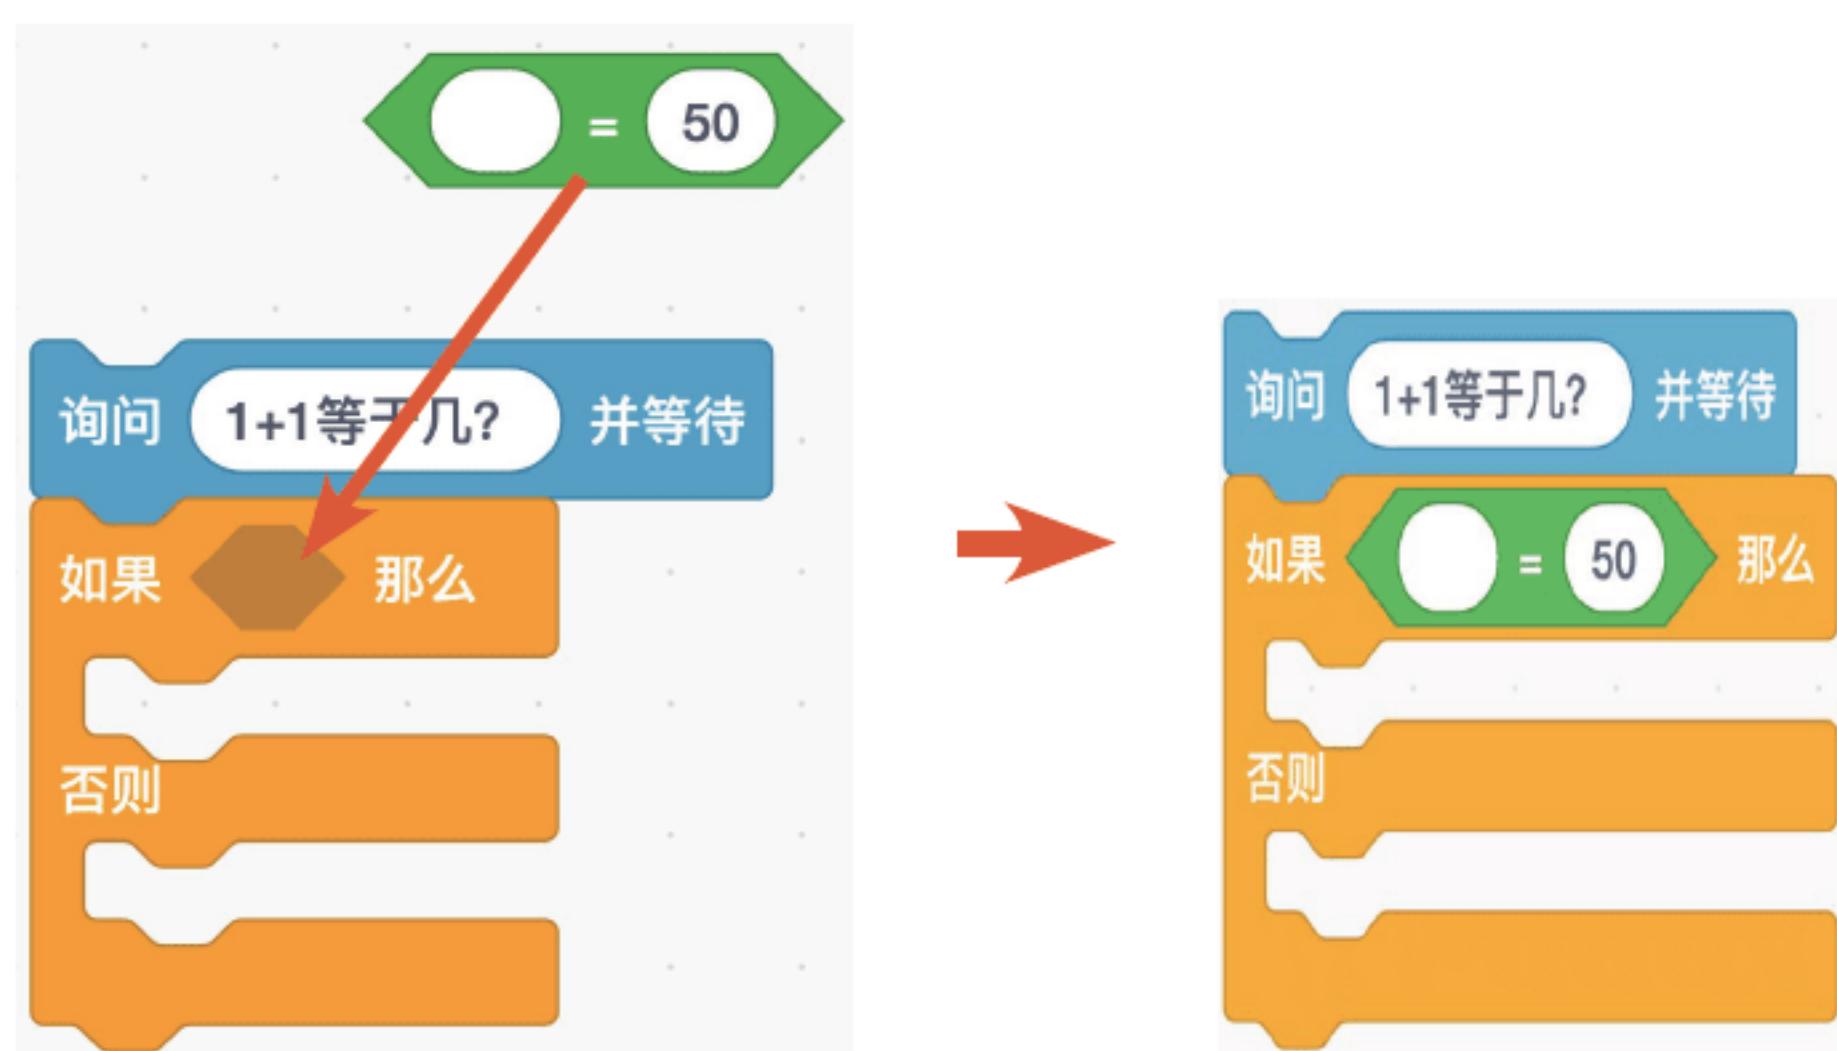 = 50
询问 1+1等于几? 并等待
如果 那么
否则
询问 1+1等于几? 并等待
如果 = 50 那么
否则